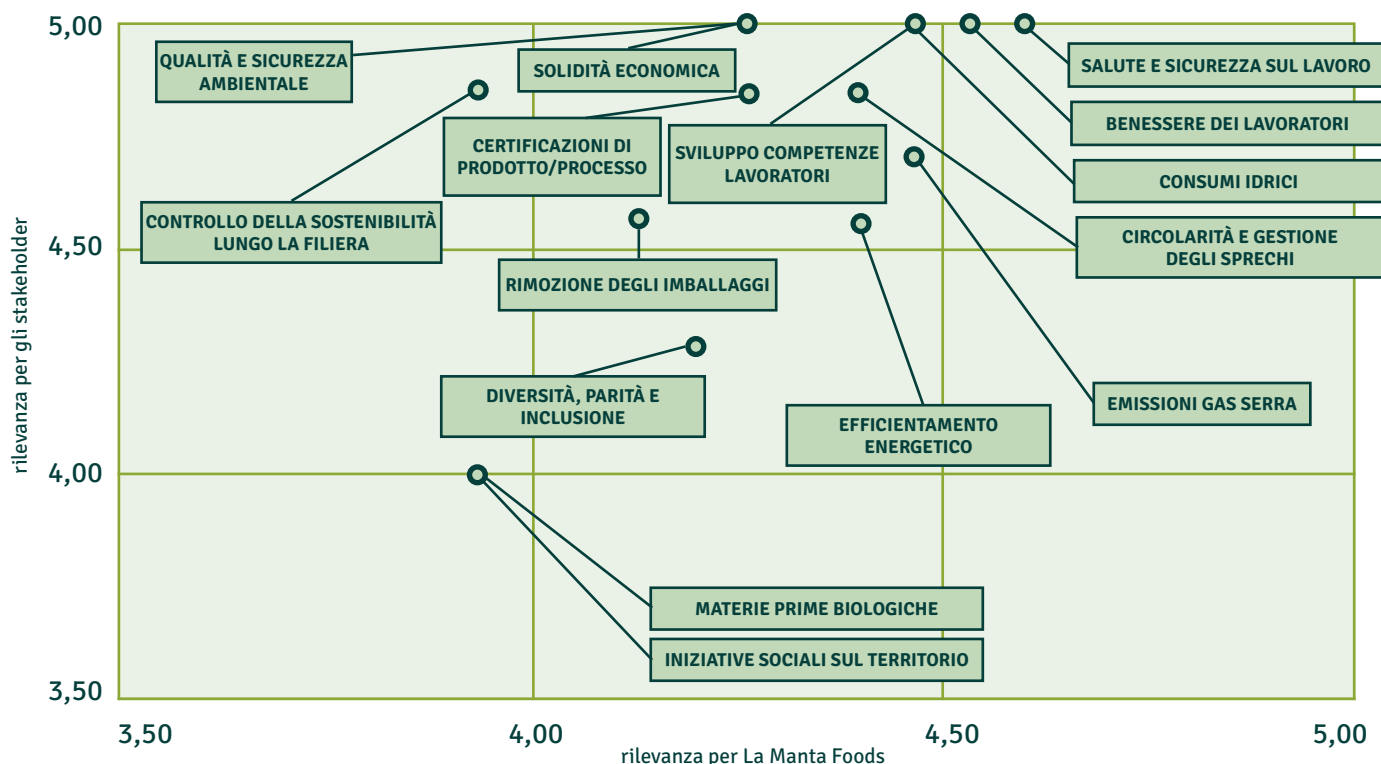 5,00
QUALITÀ E SICUREZZA
AMBIENTALE
SOLIDITÀ ECONOMICA
SALUTE E SICUREZZA SUL LAVORO
BENESSERE DEI LAVORATORI
CERTIFICAZIONI DI
PRODOTTO/PROCESSO
SVILUPPO COMPETENZE
LAVORATORI
CONSUMI IDRICI
CONTROLLO DELLA SOSTENIBILITÀ
LUNGO LA FILIERA
CIRCOLARITÀ E GESTIONE
DEGLI SPRECHI
4,50
RIMOZIONE DEGLI IMBALLAGGI
rilevanza per gli stakeholder
DIVERSITÀ, PARITÀ E
INCLUSIONE
EFFICIENTAMENTO
ENERGETICO
EMISSIONI GAS SERRA
4,00
MATERIE PRIME BIOLOGICHE
INIZIATIVE SOCIALI SUL TERRITORIO
3,50
3,50
4,00
4,50
5,00
rilevanza per La Manta Foods